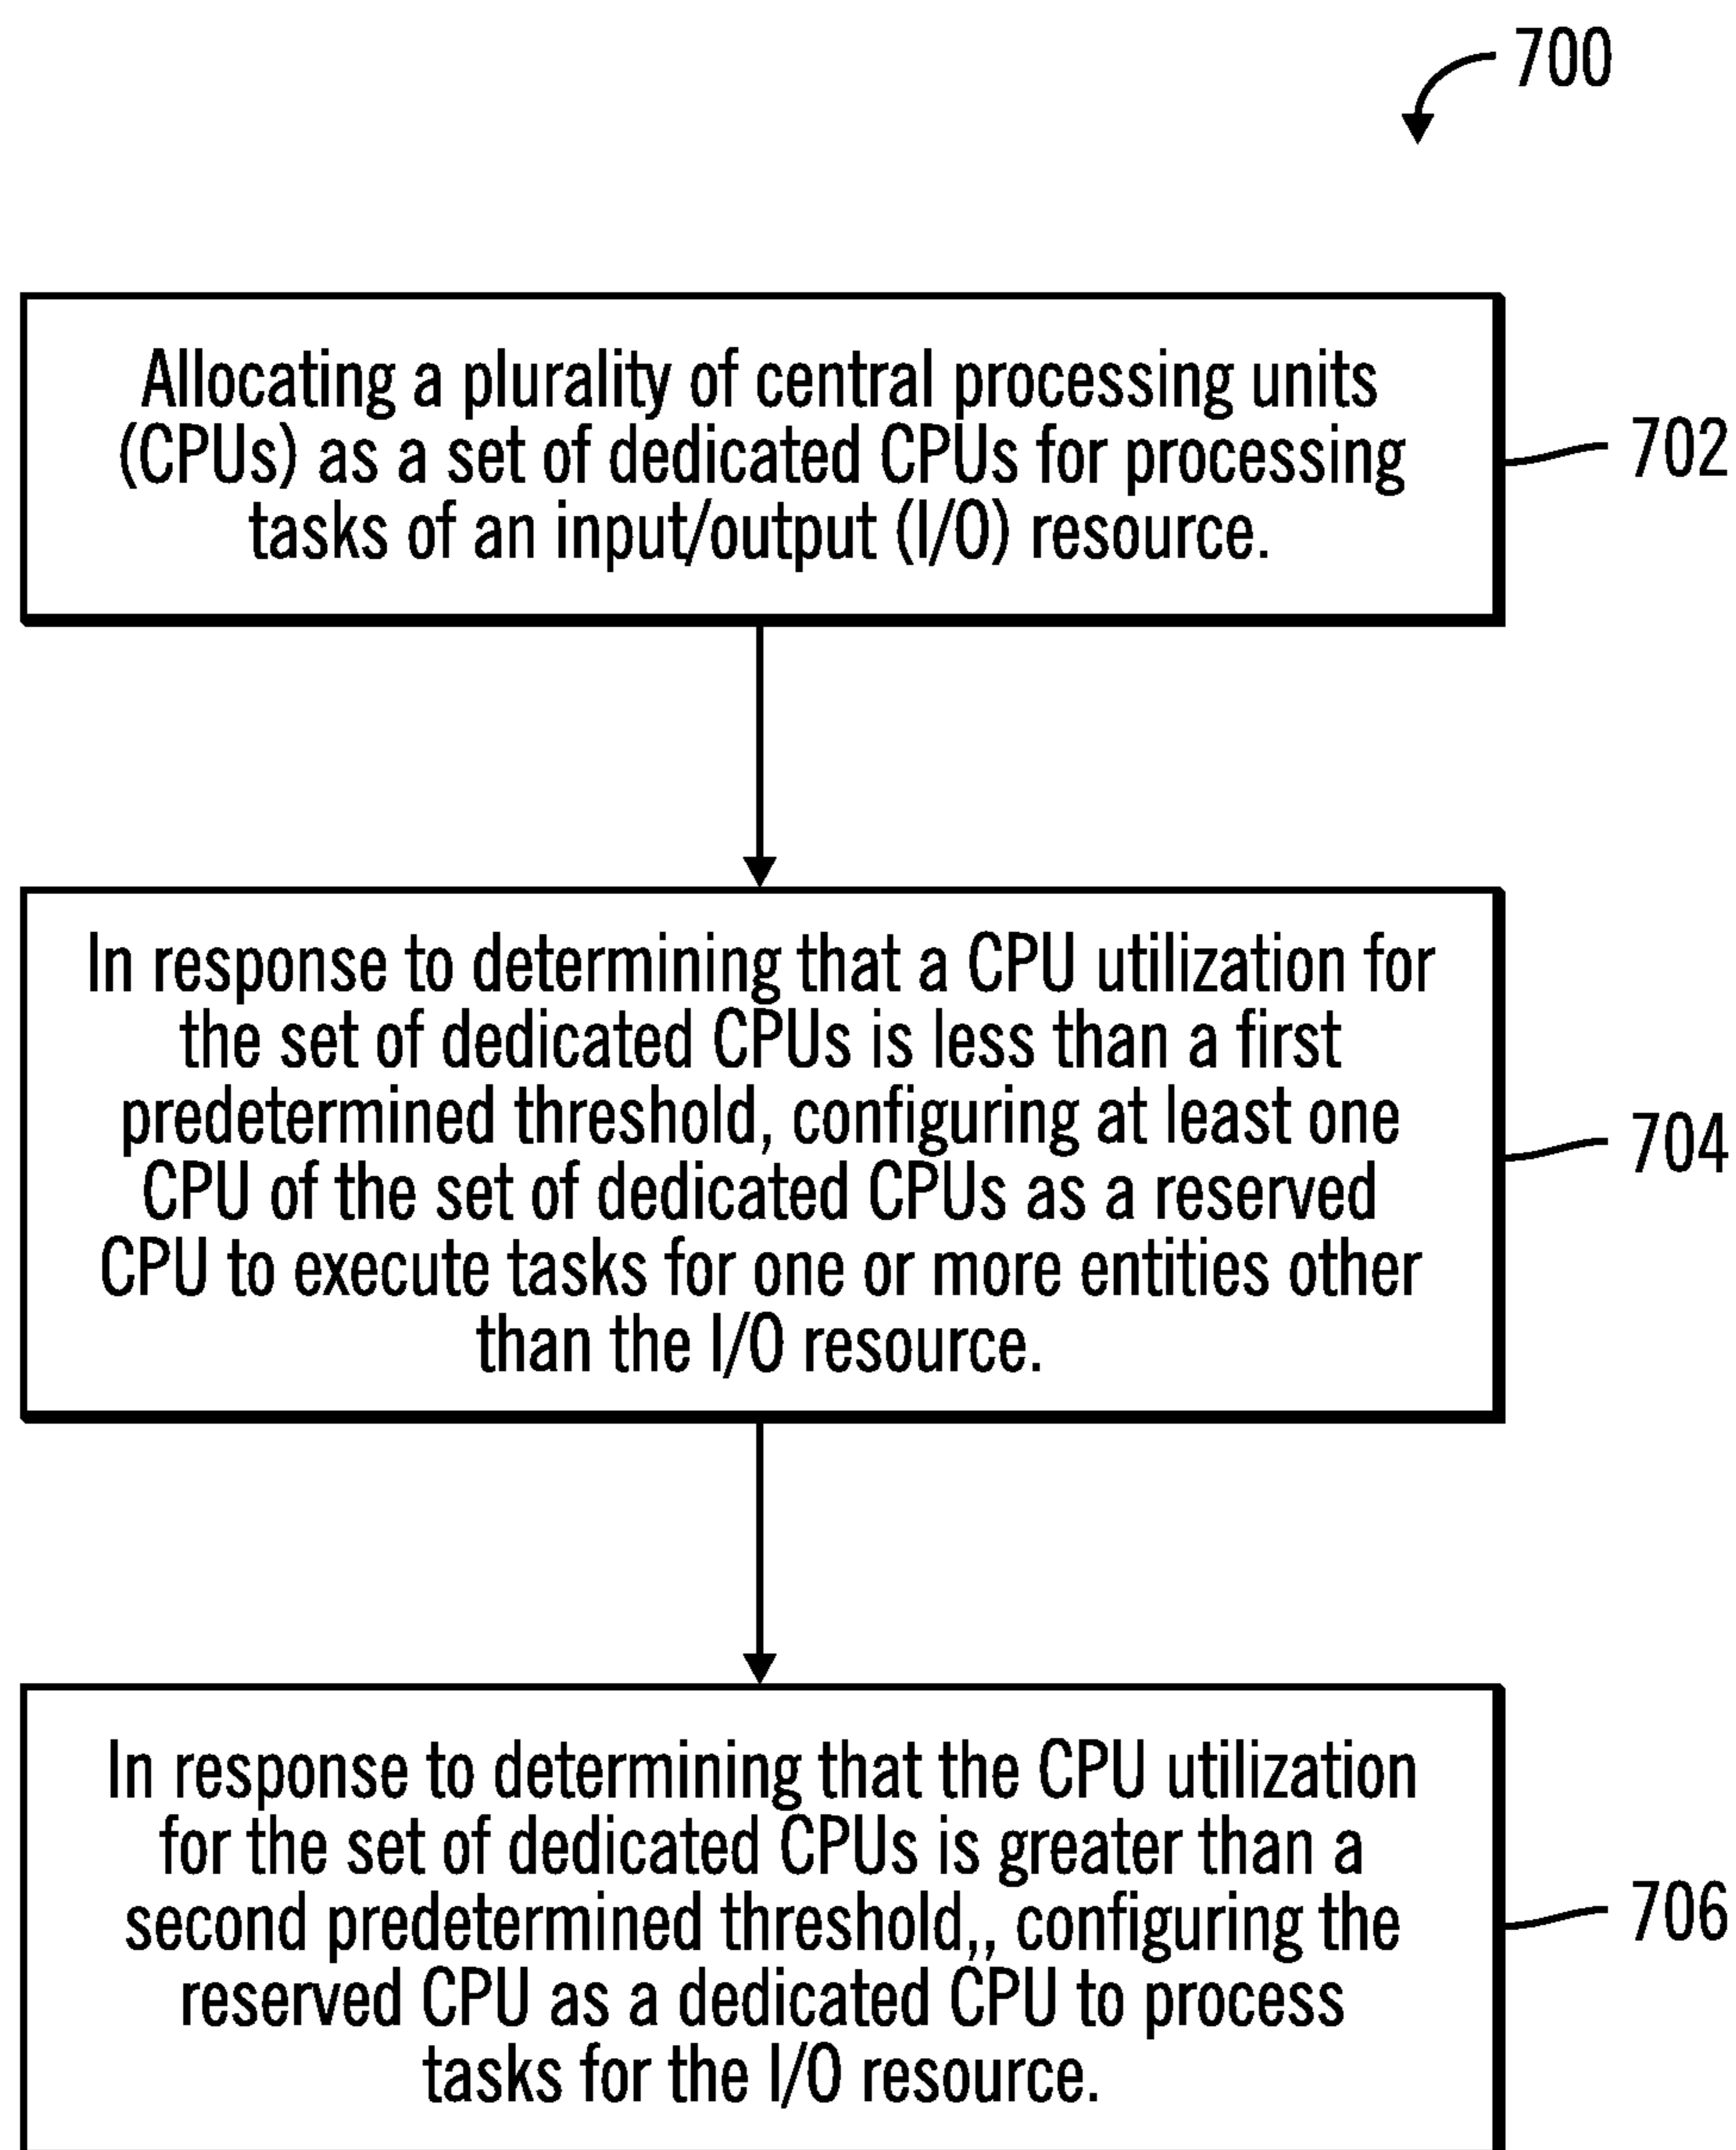 700
Allocating a plurality of central processing units
(CPUs) as a set of dedicated CPUs for processing
tasks of an input/output (I/O) resource.
702
In response to determining that a CPU utilization for
the set of dedicated CPUs is less than a first
predetermined threshold, configuring at least one
CPU of the set of dedicated CPUs as a reserved
CPU to execute tasks for one or more entities other
than the I/O resource.
704
In response to determining that the CPU utilization
for the set of dedicated CPUs is greater than a
second predetermined threshold,, configuring the
reserved CPU as a dedicated CPU to process
tasks for the I/O resource.
706